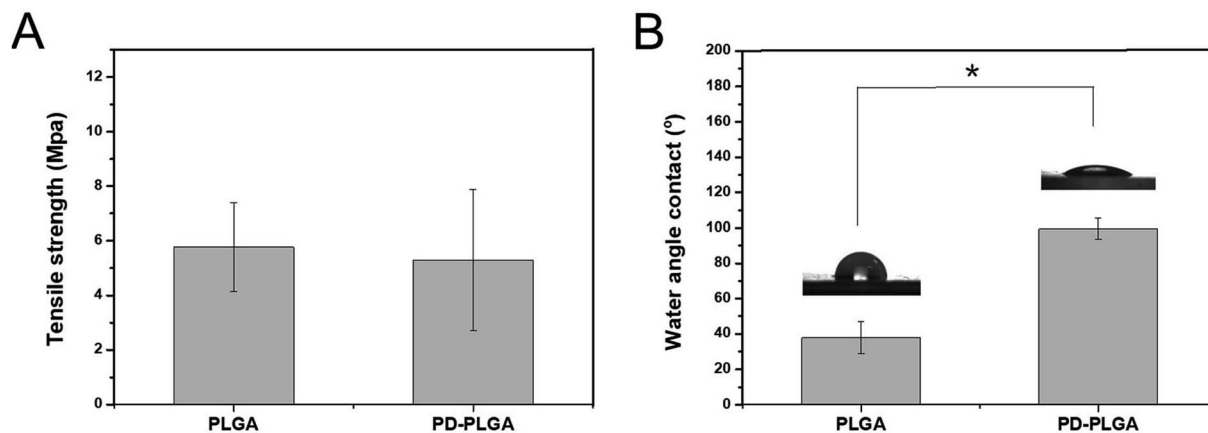 A
Tensile strength (Mpa)
12
10
8
6
4
2
0
PLGA
PD-PLGA
B
Water angle contact (º)
200
180
160
140
120
100
80
60
40
20
0
*
PLGA
PD-PLGA